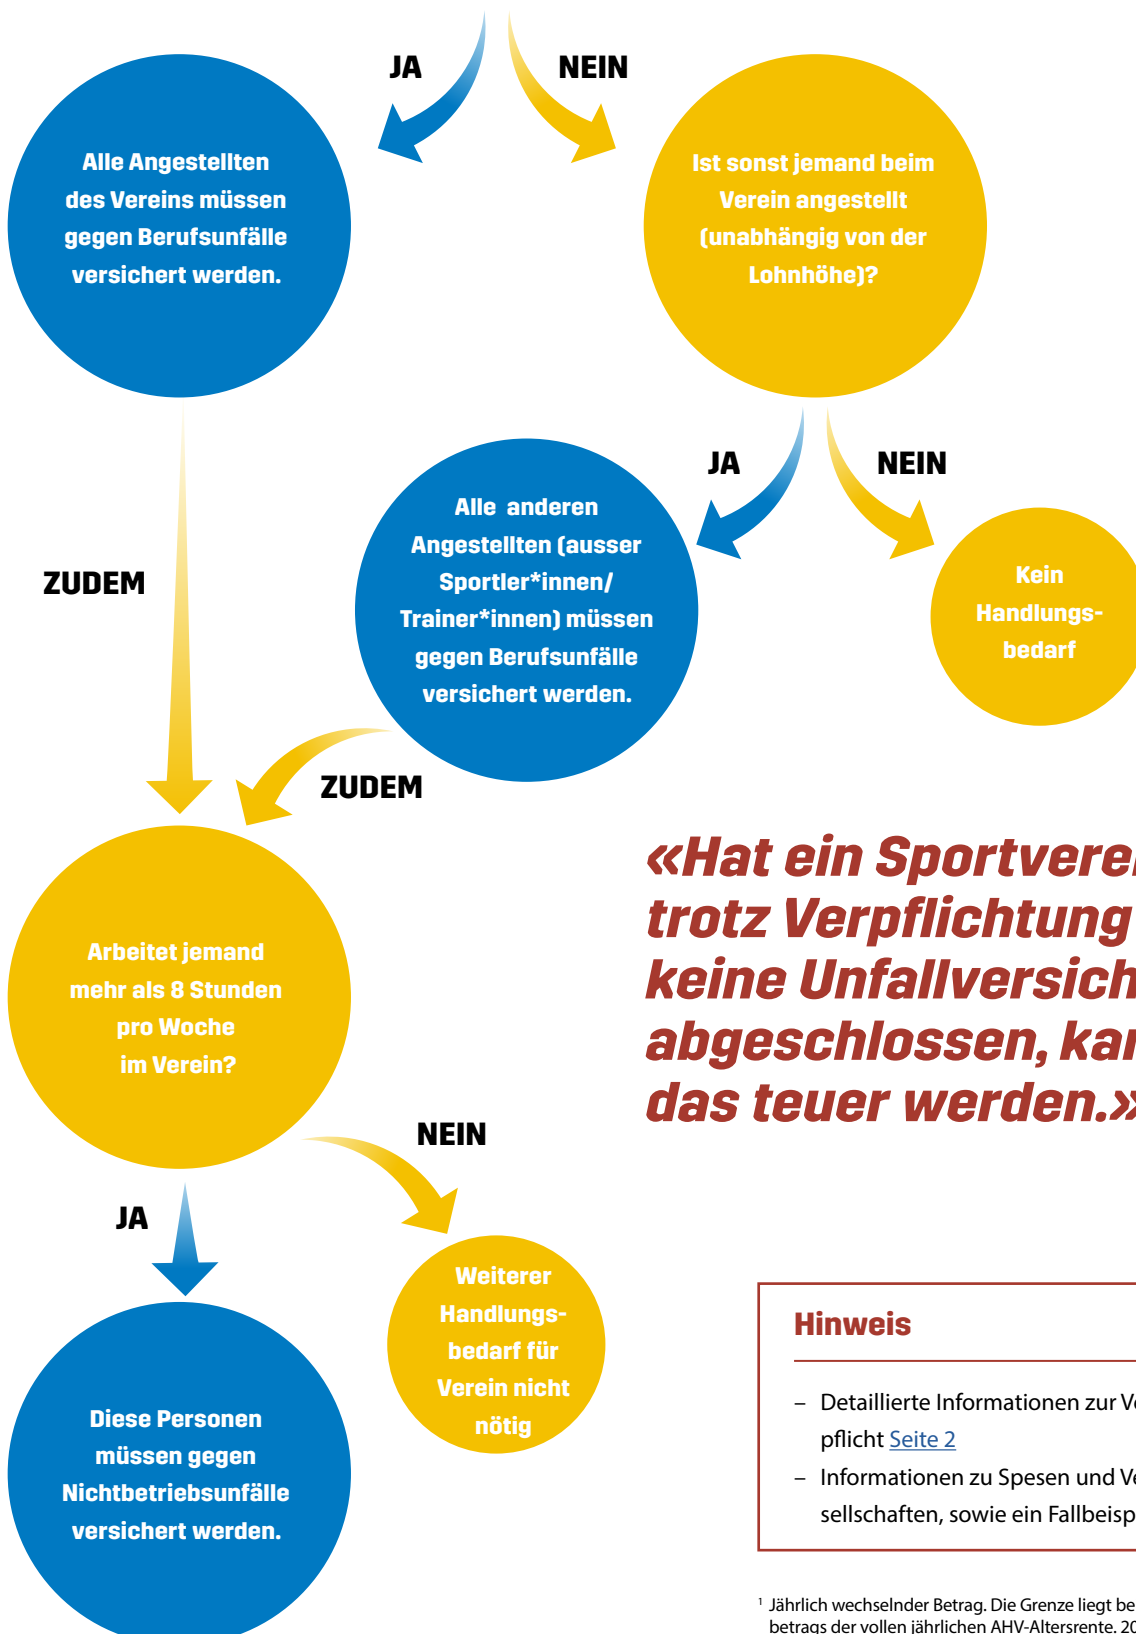 JA
NEIN
Alle Angestellten
des Vereins müssen
gegen Berufsunfälle
versichert werden.
Ist sonst jemand beim
Verein angestellt
(unabhängig von der
Lohnhöhe)?
JA
NEIN
Alle anderen
Angestellten (ausser
Sportler*innen/
Trainer*innen) müssen
gegen Berufsunfälle
versichert werden.
Kein
Handlungs-
bedarf
ZUDEM
ZUDEM
Arbeitet jemand
mehr als 8 Stunden
pro Woche
im Verein?
«Hat ein Sportverei
trotz Verpflichtung
keine Unfallversich
abgeschlossen, kan
das teuer werden.»
NEIN
JA
Weiterer
Handlungs-
bedarf für
Verein nicht
nötig
Diese Personen
müssen gegen
Nichtbetriebsunfälle
versichert werden.
Hinweis
– Detaillierte Informationen zur Ve
pflicht Seite 2
– Informationen zu Spesen und Ve
sellschaften, sowie ein Fallbeisp
1 Jährlich wechselnder Betrag. Die Grenze liegt be
betrags der vollen jährlichen AHV-Altersrente. 20